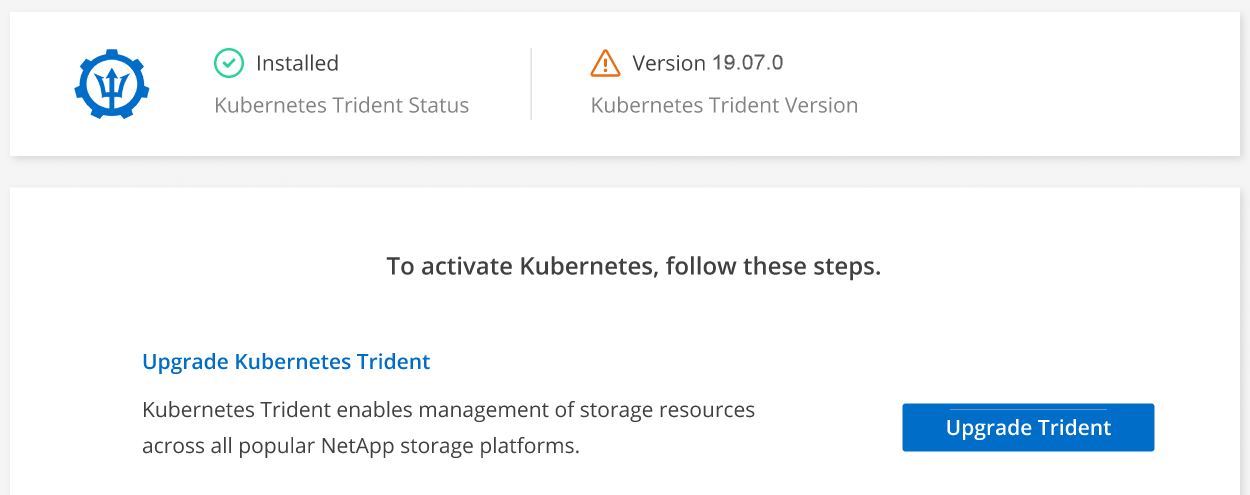 Installed
Version 19.07.0
Kubernetes Trident Status
Kubernetes Trident Version
To activate Kubernetes, follow these steps.
Upgrade Kubernetes Trident
Kubernetes Trident enables management of storage resources
across all popular NetApp storage platforms.
Upgrade Trident